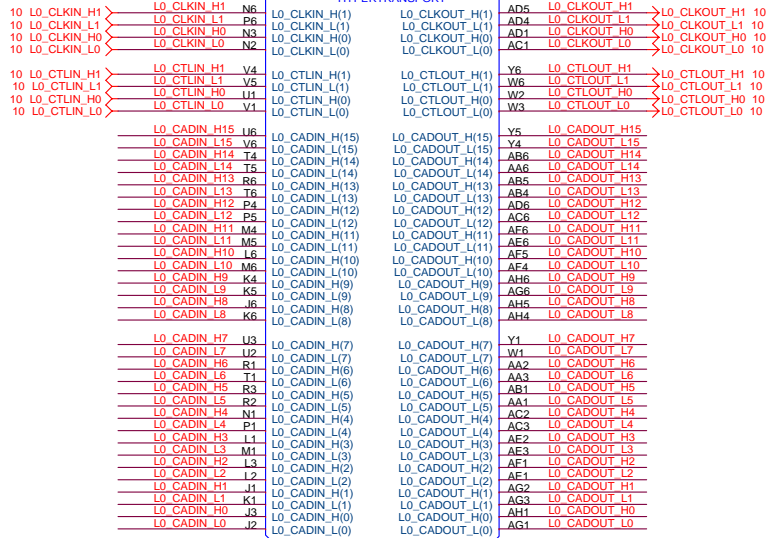 HYPERTRANSPORT
10 L0_CLKIN_H1 L0_CLKIN_H1 N6 L0_CLKIN_H(1) L0_CLKOUT_H(1) AD5 L0_CLKOUT_H1 L0_CLKOUT_H1 10
10 L0_CLKIN_L1 L0_CLKIN_L1 P6 L0_CLKIN_L(1) L0_CLKOUT_L(1) AD4 L0_CLKOUT_L1 L0_CLKOUT_L1 10
10 L0_CLKIN_H0 L0_CLKIN_H0 N3 L0_CLKIN_H(0) L0_CLKOUT_H(0) AD1 L0_CLKOUT_H0 L0_CLKOUT_H0 10
10 L0_CLKIN_L0 L0_CLKIN_L0 N2 L0_CLKIN_L(0) L0_CLKOUT_L(0) AC1 L0_CLKOUT_L0 L0_CLKOUT_L0 10
10 L0_CTLIN_H1 L0_CTLIN_H1 V4 L0_CTLIN_H(1) L0_CTLOUT_H(1) Y6 L0_CTLOUT_H1 L0_CTLOUT_H1 10
10 L0_CTLIN_L1 L0_CTLIN_L1 V5 L0_CTLIN_L(1) L0_CTLOUT_L(1) W6 L0_CTLOUT_L1 L0_CTLOUT_L1 10
10 L0_CTLIN_H0 L0_CTLIN_H0 U1 L0_CTLIN_H(0) L0_CTLOUT_H(0) W2 L0_CTLOUT_H0 L0_CTLOUT_H0 10
10 L0_CTLIN_L0 L0_CTLIN_L0 V1 L0_CTLIN_L(0) L0_CTLOUT_L(0) W3 L0_CTLOUT_L0 L0_CTLOUT_L0 10
L0_CADIN_H15 U6 L0_CADIN_H(15) L0_CADOUT_H(15) Y5 L0_CADOUT_H15
L0_CADIN_L15 V6 L0_CADIN_L(15) L0_CADOUT_L(15) Y4 L0_CADOUT_L15
L0_CADIN_H14 T4 L0_CADIN_H(14) L0_CADOUT_H(14) AB6 L0_CADOUT_H14
L0_CADIN_L14 T5 L0_CADIN_L(14) L0_CADOUT_L(14) AA6 L0_CADOUT_L14
L0_CADIN_H13 R6 L0_CADIN_H(13) L0_CADOUT_H(13) AB5 L0_CADOUT_H13
L0_CADIN_L13 T6 L0_CADIN_L(13) L0_CADOUT_L(13) AB4 L0_CADOUT_L13
L0_CADIN_H12 P4 L0_CADIN_H(12) L0_CADOUT_H(12) AD6 L0_CADOUT_H12
L0_CADIN_L12 P5 L0_CADIN_L(12) L0_CADOUT_L(12) AC6 L0_CADOUT_L12
L0_CADIN_H11 M4 L0_CADIN_H(11) L0_CADOUT_H(11) AF6 L0_CADOUT_H11
L0_CADIN_L11 M5 L0_CADIN_L(11) L0_CADOUT_L(11) AE6 L0_CADOUT_L11
L0_CADIN_H10 L6 L0_CADIN_H(10) L0_CADOUT_H(10) AF5 L0_CADOUT_H10
L0_CADIN_L10 M6 L0_CADIN_L(10) L0_CADOUT_L(10) AF4 L0_CADOUT_L10
L0_CADIN_H9 K4 L0_CADIN_H(9) L0_CADOUT_H(9) AH6 L0_CADOUT_H9
L0_CADIN_L9 K5 L0_CADIN_L(9) L0_CADOUT_L(9) AG6 L0_CADOUT_L9
L0_CADIN_H8 J6 L0_CADIN_H(8) L0_CADOUT_H(8) AH5 L0_CADOUT_H8
L0_CADIN_L8 K6 L0_CADIN_L(8) L0_CADOUT_L(8) AH4 L0_CADOUT_L8
L0_CADIN_H7 U3 L0_CADIN_H(7) L0_CADOUT_H(7) Y1 L0_CADOUT_H7
L0_CADIN_L7 U2 L0_CADIN_L(7) L0_CADOUT_L(7) W1 L0_CADOUT_L7
L0_CADIN_H6 R1 L0_CADIN_H(6) L0_CADOUT_H(6) AA2 L0_CADOUT_H6
L0_CADIN_L6 T1 L0_CADIN_L(6) L0_CADOUT_L(6) AA3 L0_CADOUT_L6
L0_CADIN_H5 R3 L0_CADIN_H(5) L0_CADOUT_H(5) AB1 L0_CADOUT_H5
L0_CADIN_L5 R2 L0_CADIN_L(5) L0_CADOUT_L(5) AA1 L0_CADOUT_L5
L0_CADIN_H4 N1 L0_CADIN_H(4) L0_CADOUT_H(4) AC2 L0_CADOUT_H4
L0_CADIN_L4 P1 L0_CADIN_L(4) L0_CADOUT_L(4) AC3 L0_CADOUT_L4
L0_CADIN_H3 L1 L0_CADIN_H(3) L0_CADOUT_H(3) AE2 L0_CADOUT_H3
L0_CADIN_L3 M1 L0_CADIN_L(3) L0_CADOUT_L(3) AE3 L0_CADOUT_L3
L0_CADIN_H2 L3 L0_CADIN_H(2) L0_CADOUT_H(2) AF1 L0_CADOUT_H2
L0_CADIN_L2 L2 L0_CADIN_L(2) L0_CADOUT_L(2) AE1 L0_CADOUT_L2
L0_CADIN_H1 J1 L0_CADIN_H(1) L0_CADOUT_H(1) AG2 L0_CADOUT_H1
L0_CADIN_L1 K1 L0_CADIN_L(1) L0_CADOUT_L(1) AG3 L0_CADOUT_L1
L0_CADIN_H0 J3 L0_CADIN_H(0) L0_CADOUT_H(0) AH1 L0_CADOUT_H0
L0_CADIN_L0 J2 L0_CADIN_L(0) L0_CADOUT_L(0) AG1 L0_CADOUT_L0